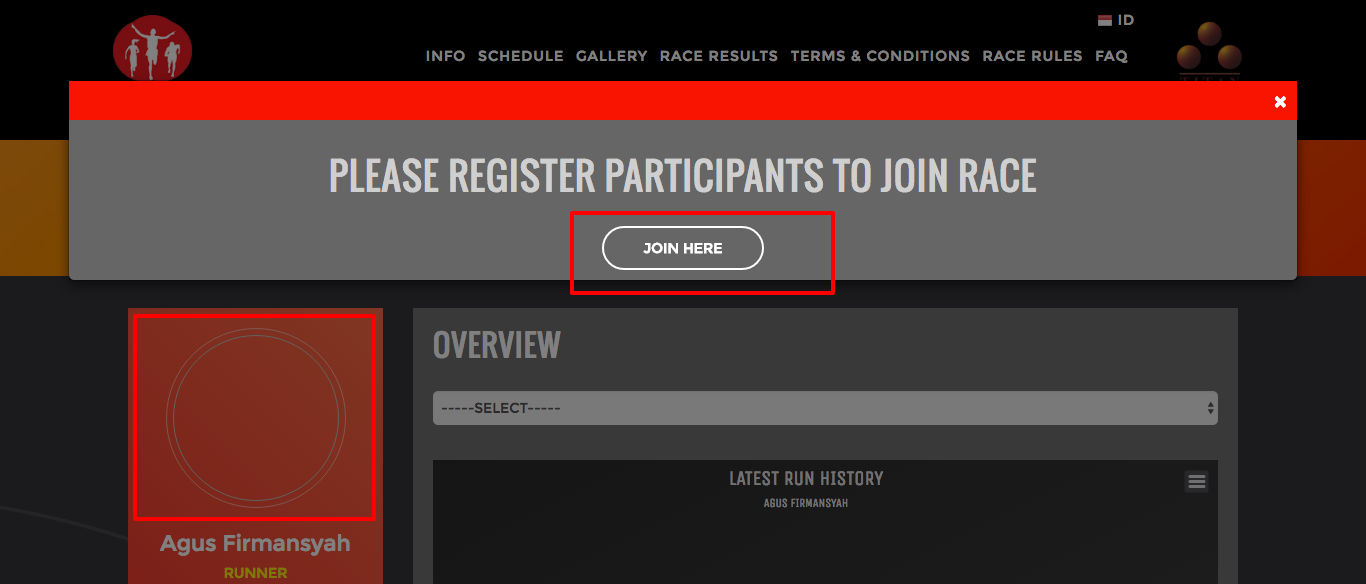 ID
INFO SCHEDULE GALLERY RACE RESULTS TERMS & CONDITIONS RACE RULES FAQ
PLEASE REGISTER PARTICIPANTS TO JOIN RACE
JOIN HERE
OVERVIEW
-----SELECT-----
LATEST RUN HISTORY
AGUS FIRMANSYAH
Agus Firmansyah
RUNNER